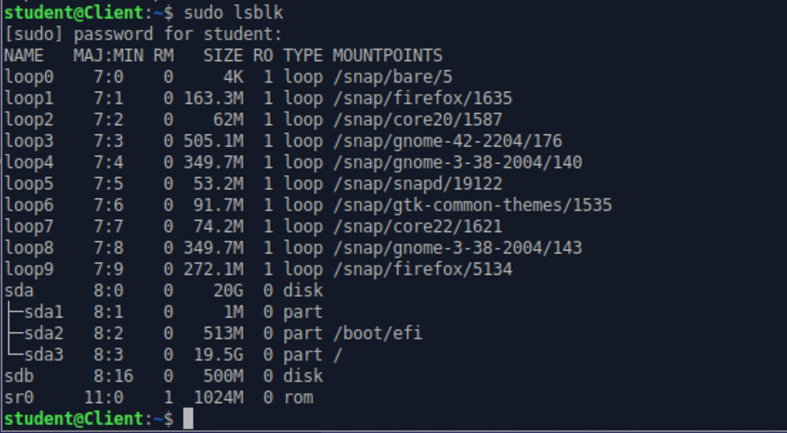 student@Client:~$ sudo lsblk
[sudo] password for student:
NAME   MAJ:MIN RM   SIZE RO TYPE MOUNTPOINTS
loop0    7:0    0     4K  1 loop /snap/bare/5
loop1    7:1    0 163.3M  1 loop /snap/firefox/1635
loop2    7:2    0    62M  1 loop /snap/core20/1587
loop3    7:3    0 505.1M  1 loop /snap/gnome-42-2204/176
loop4    7:4    0 349.7M  1 loop /snap/gnome-3-38-2004/140
loop5    7:5    0  53.2M  1 loop /snap/snapd/19122
loop6    7:6    0  91.7M  1 loop /snap/gtk-common-themes/1535
loop7    7:7    0  74.2M  1 loop /snap/core22/1621
loop8    7:8    0 349.7M  1 loop /snap/gnome-3-38-2004/143
loop9    7:9    0 272.1M  1 loop /snap/firefox/5134
sda      8:0    0    20G  0 disk
├─sda1   8:1    0     1M  0 part
├─sda2   8:2    0   513M  0 part /boot/efi
└─sda3   8:3    0  19.5G  0 part /
sdb      8:16   0   500M  0 disk
sr0     11:0    1  1024M  0 rom
student@Client:~$